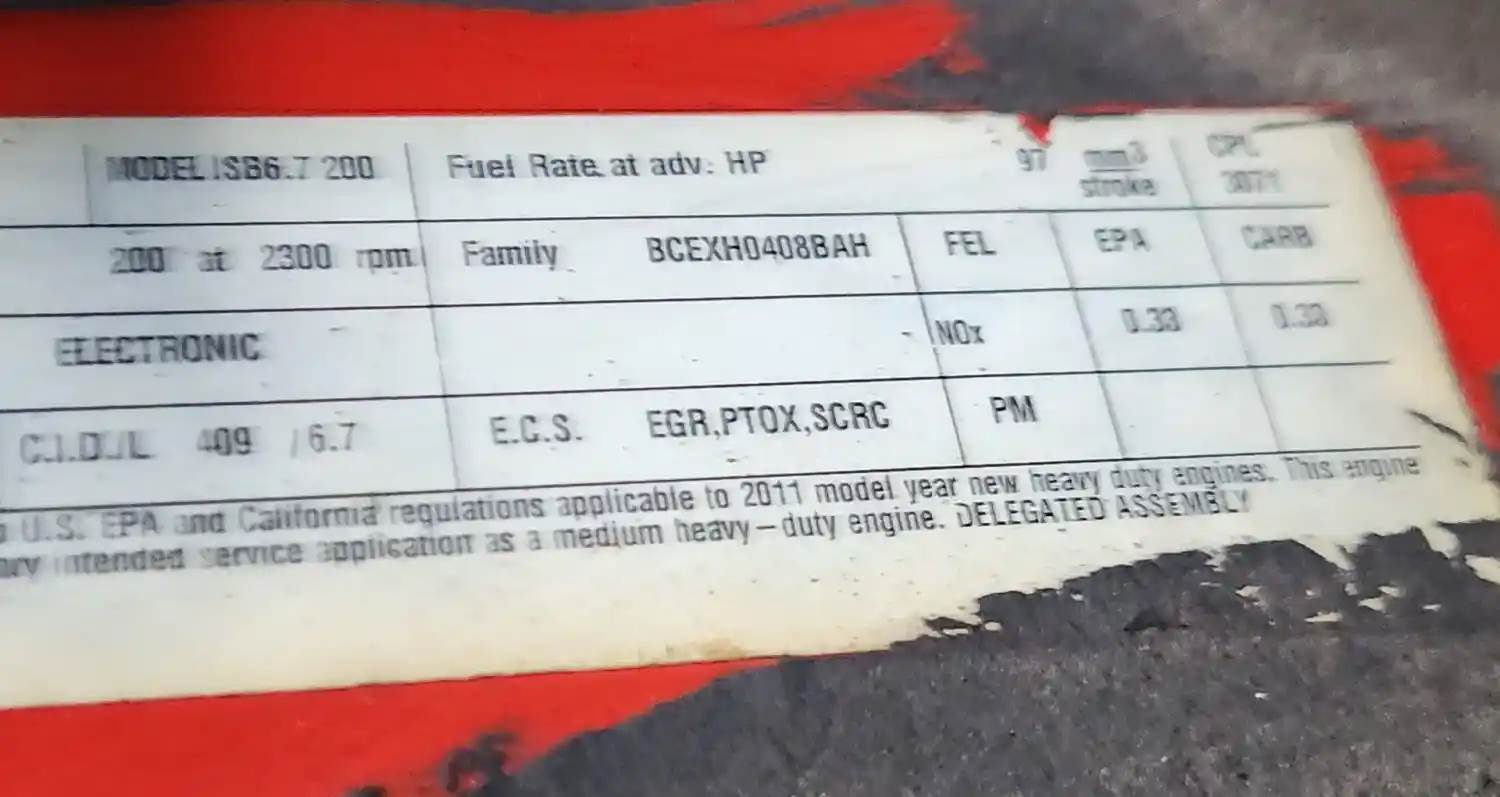 MODEL ISB6.7 200 Fuel Rate at adv. HP 97 mm3 CPL
stroke 3071
200 at 2300 rpm Family BCEXH0408BAH FEL EPA CARB
ELECTRONIC NOx 0.33 0.33
C.I.D./L 409 / 6.7 E.C.S. EGR,PTOX,SCRC PM
U.S. EPA and California regulations applicable to 2011 model year new heavy duty engines. This engine
intended service application as a medium heavy-duty engine. DELEGATED ASSEMBLY